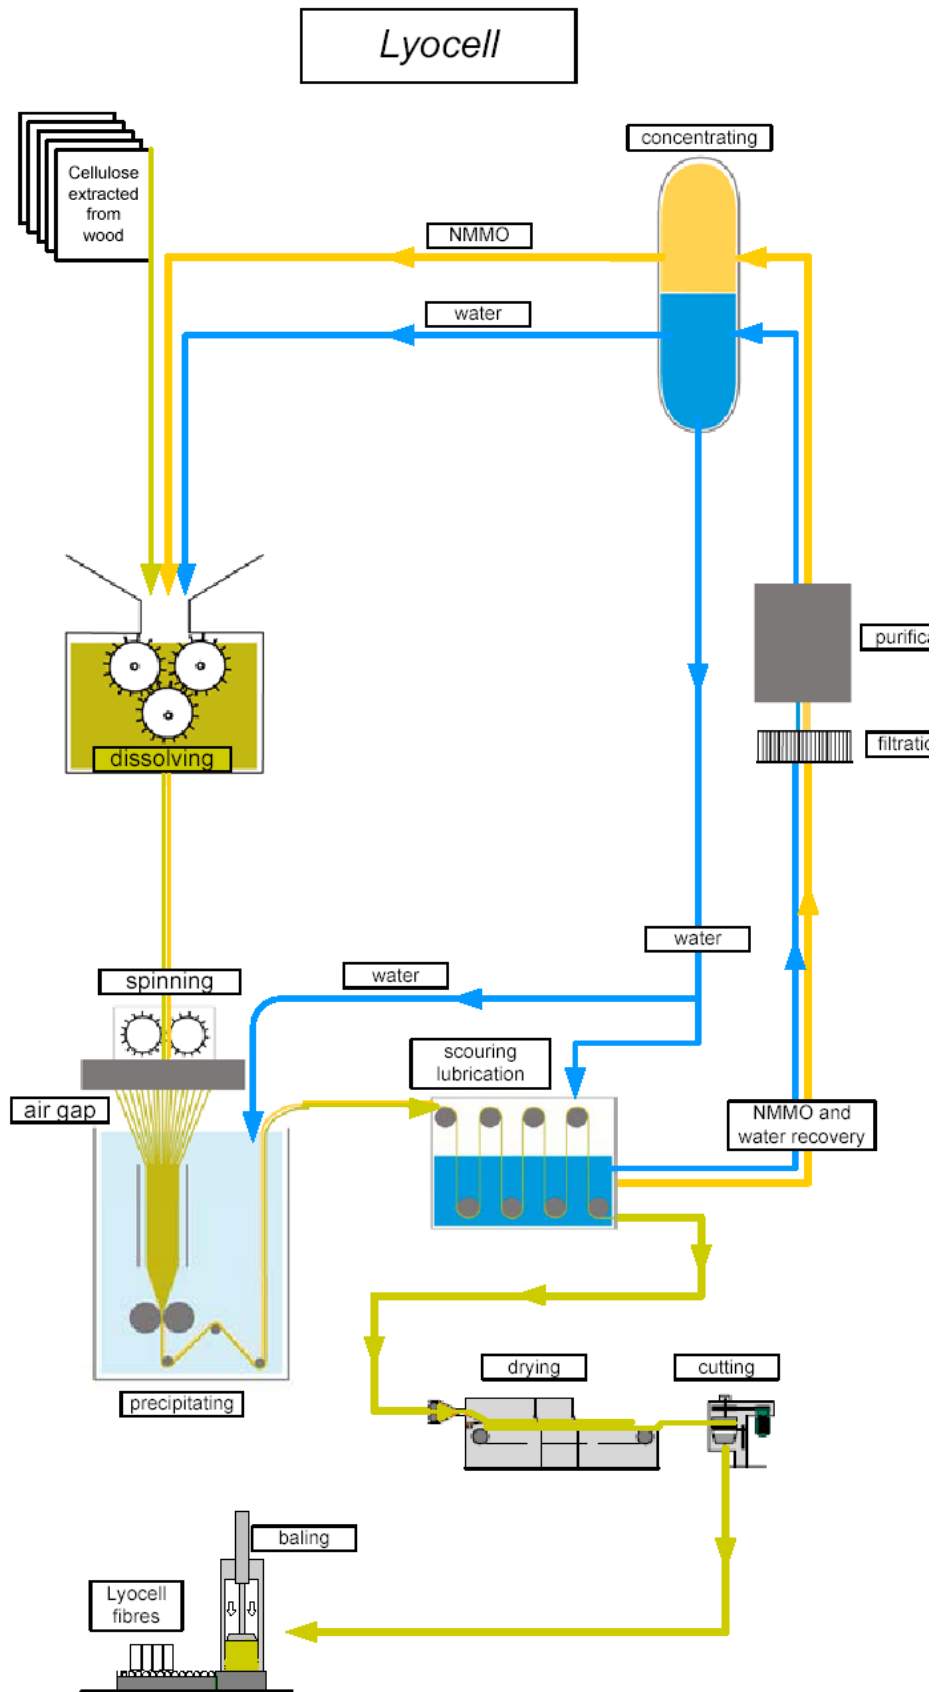 Lyocell
concentrating
Cellulose
extracted
from
wood
NMMO
water
dissolving
filtratio
water
spinning
water
scouring
lubrication
air gap
NMMO and
water recovery
drying
cutting
precipitating
baling
Lyocell
fibres